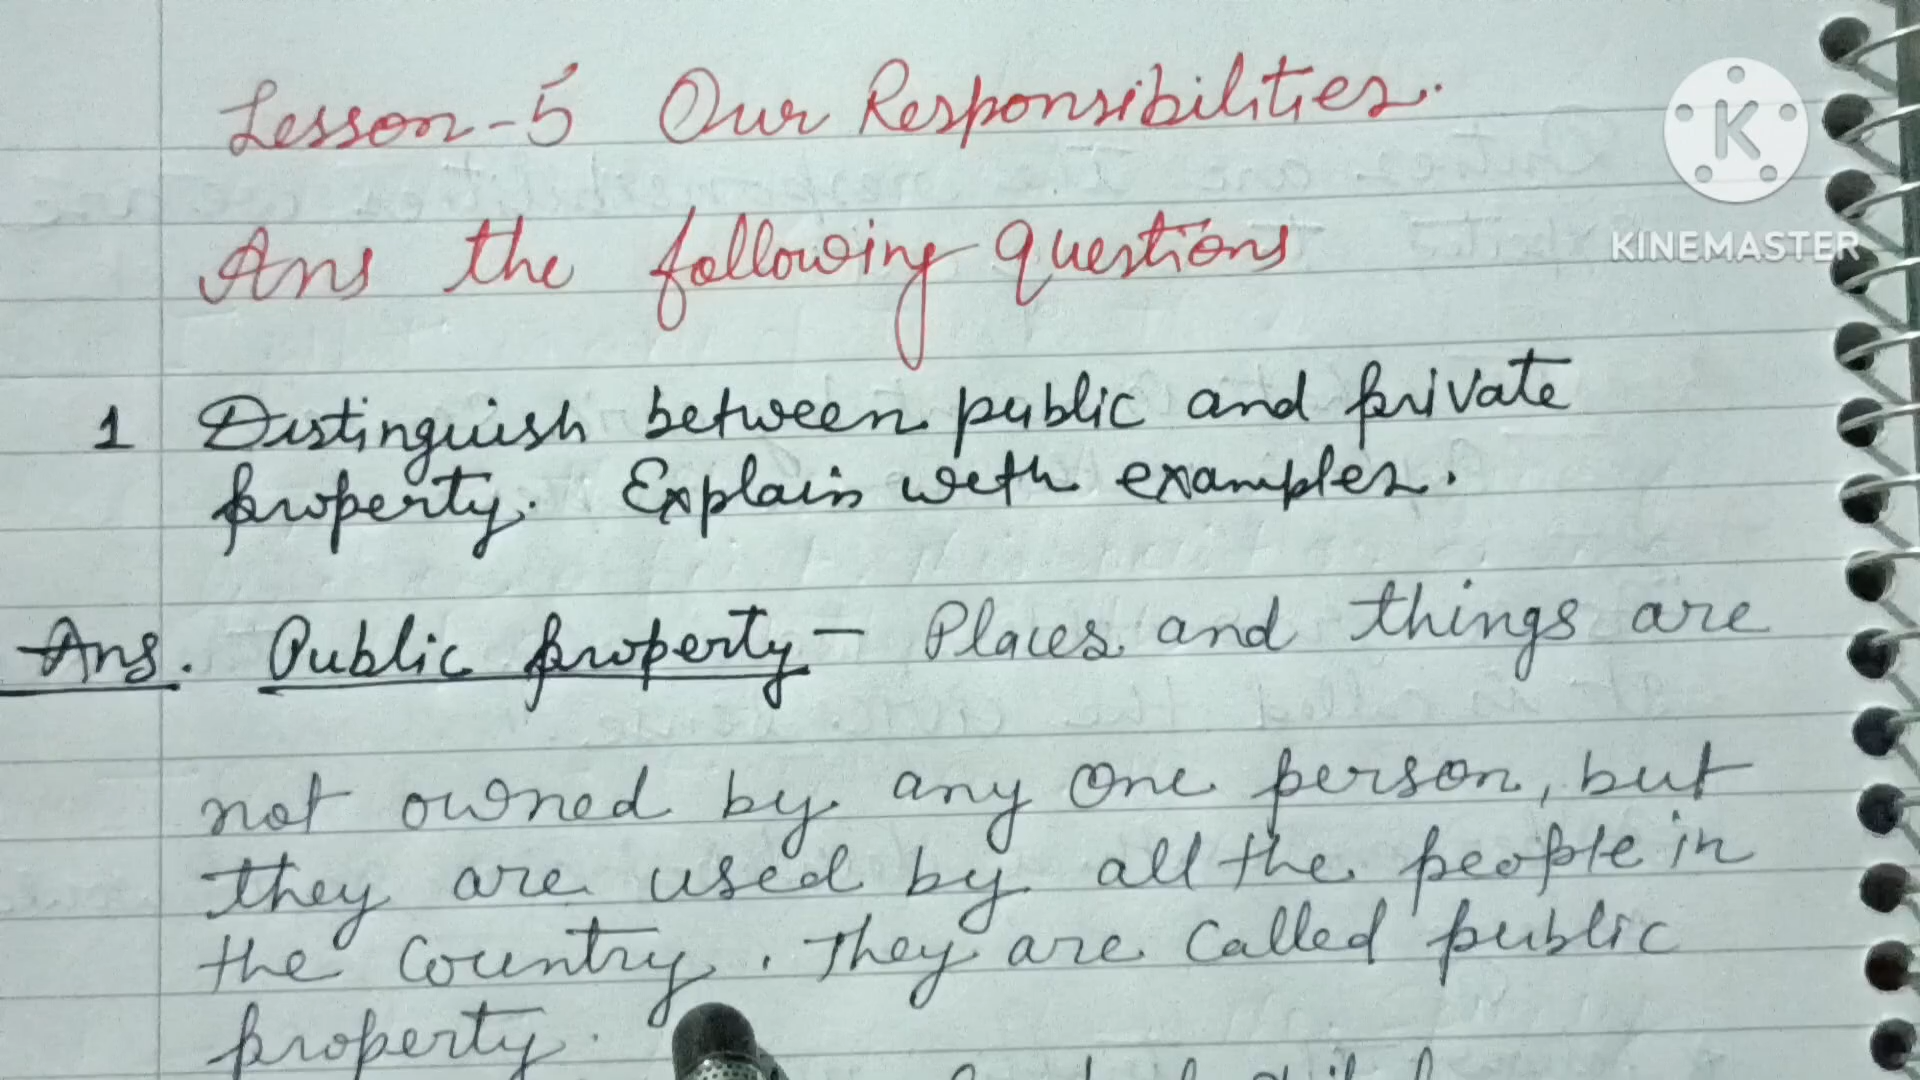 Lesson-5 Our Responsibilities.
K
KINEMASTER
Ans the following questions
1 Distinguish between public and private
property. Explain with examples.
Ans. Public property - Places and things are
not owned by any one person, but
they are used by all the people in
the country. They are called public
property.